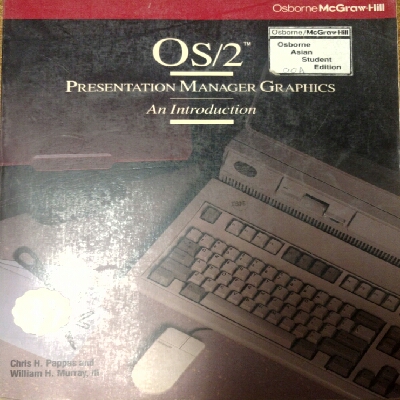 Osborne McGraw-Hill
Osborne/McGraw-Hill
Osborne
Asian
Student
Edition
OS/2™
PRESENTATION MANAGER GRAPHICS
An Introduction
Chris H. Pappas and
William H. Murray, III